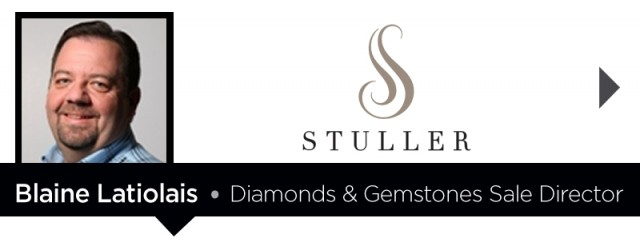 STULLER
Blaine Latiolais • Diamonds & Gemstones Sale Director